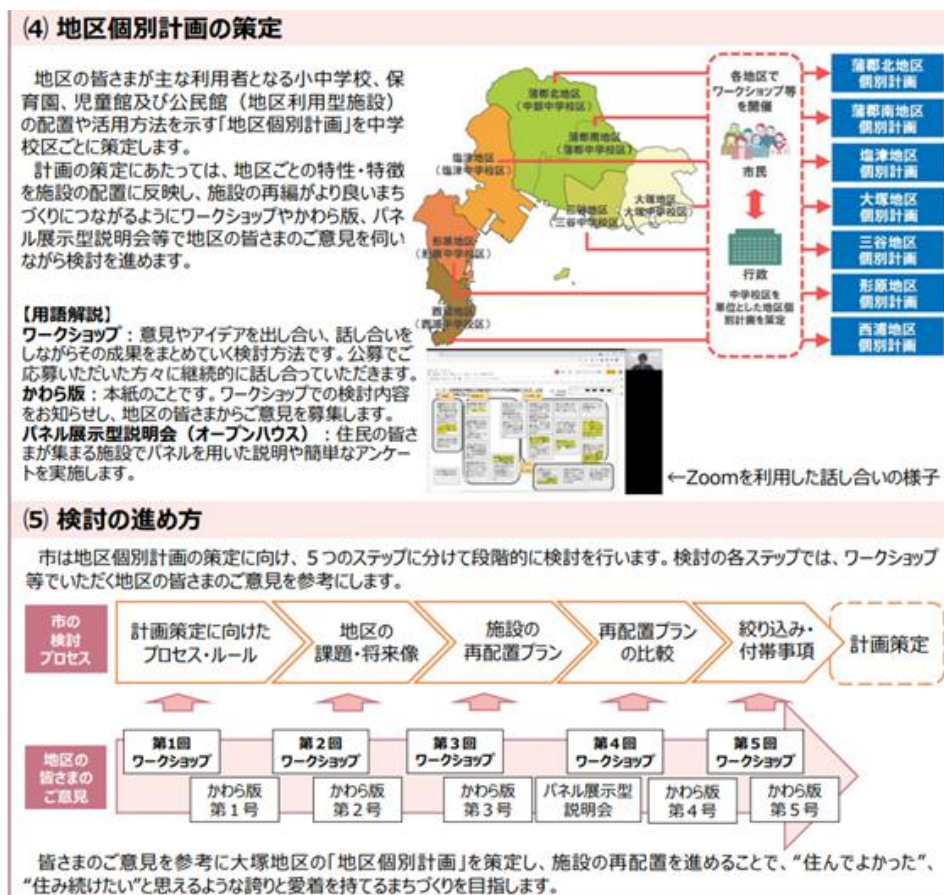 (4) 地区個別計画の策定
地区の皆さまが主な利用者となる小中学校、保
育園、児童館及び公民館（地区利用型施設）
の配置や活用方法を示す「地区個別計画」を中学
校区ごとに策定します。
計画の策定にあたっては、地区ごとの特性・特徴
を施設の配置に反映し、施設の再編がより良いまち
づくりにつながるようにワークショップやかわら版、パネ
ル展示型説明会等で地区の皆さまのご意見を伺い
ながら検討を進めます。
【用語解説】
ワークショップ：意見やアイデアを出し合い、話し合いを
しながらその成果をまとめていく検討方法です。公募でご
応募いただいた方々に継続的に話し合っていただきます。
かわら版：本紙のことです。ワークショップでの検討内容
をお知らせし、地区の皆さまからご意見を募集します。
パネル展示型説明会（オープンハウス）：住民の皆さ
まが集まる施設でパネルを用いた説明や簡単なアンケー
トを実施します。
蒲郡北地区
（中部中学校区）
蒲郡南地区
（蒲郡中学校区）
塩津地区
（塩津中学校区）
大塚地区
（大塚中学校区）
三谷地区
（三谷中学校区）
形原地区
（形原中学校区）
西浦地区
（西浦中学校区）
各地区で
ワークショップ等
を開催
市民
行政
中学校区を
単位とした地区個
別計画を策定
蒲郡北地区
個別計画
蒲郡南地区
個別計画
塩津地区
個別計画
大塚地区
個別計画
三谷地区
個別計画
形原地区
個別計画
西浦地区
個別計画
←Zoomを利用した話し合いの様子
(5) 検討の進め方
市は地区個別計画の策定に向け、５つのステップに分けて段階的に検討を行います。検討の各ステップでは、ワークショップ
等でいただく地区の皆さまのご意見を参考にします。
市の
検討
プロセス
計画策定に向けた
プロセス・ルール
地区の
課題・将来像
施設の
再配置プラン
再配置プラン
の比較
絞り込み・
付帯事項
計画策定
地区の
皆さまの
ご意見
第1回
ワークショップ
第２回
ワークショップ
第３回
ワークショップ
第４回
ワークショップ
第５回
ワークショップ
かわら版
第１号
かわら版
第２号
かわら版
第３号
パネル展示型
説明会
かわら版
第４号
かわら版
第５号
皆さまのご意見を参考に大塚地区の「地区個別計画」を策定し、施設の再配置を進めることで、“住んでよかった”、
“住み続けたい”と思えるような誇りと愛着を持てるまちづくりを目指します。